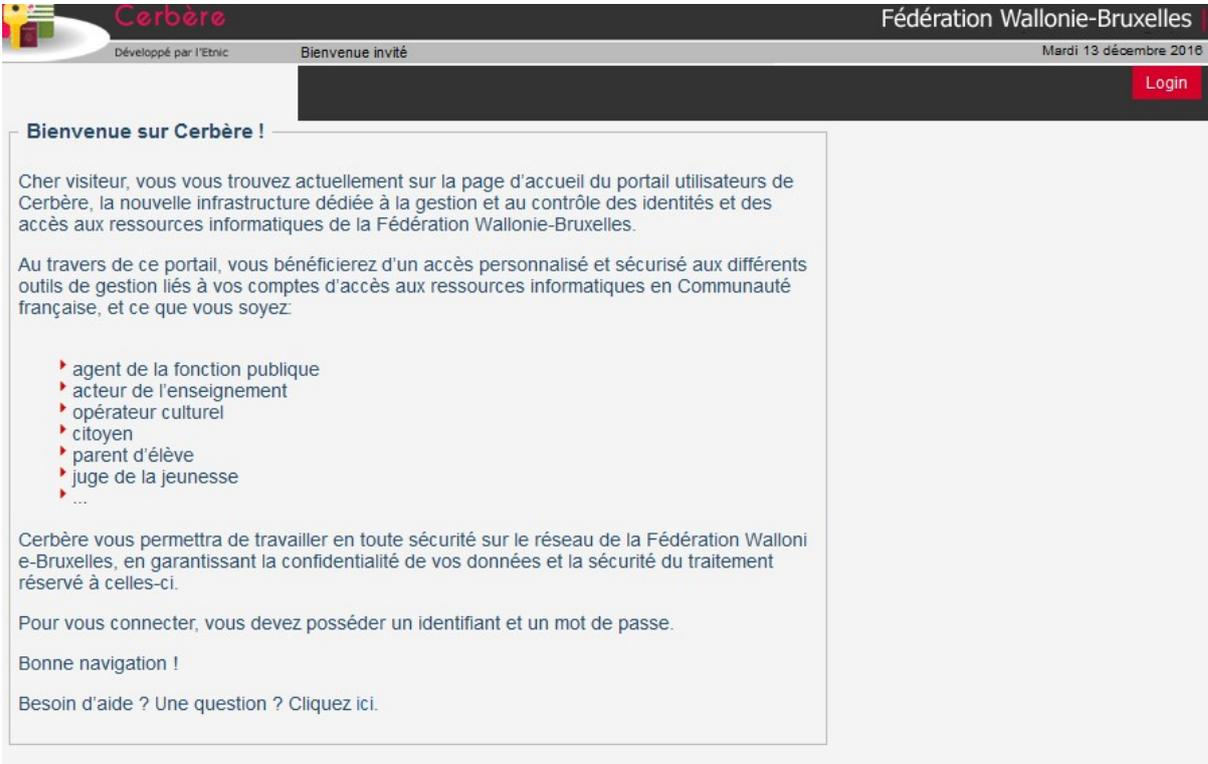 Cerbère
Fédération Wallonie-Bruxelles
Développé par l'Etnic
Bienvenue invité
Mardi 13 décembre 2016
Login
Bienvenue sur Cerbère !
Cher visiteur, vous vous trouvez actuellement sur la page d'accueil du portail utilisateurs de
Cerbère, la nouvelle infrastructure dédiée à la gestion et au contrôle des identités et des
accès aux ressources informatiques de la Fédération Wallonie-Bruxelles.
Au travers de ce portail, vous bénéficierez d'un accès personnalisé et sécurisé aux différents
outils de gestion liés à vos comptes d'accès aux ressources informatiques en Communauté
française, et ce que vous soyez:
agent de la fonction publique
acteur de l'enseignement
opérateur culturel
citoyen
parent d'élève
juge de la jeunesse
...
Cerbère vous permettra de travailler en toute sécurité sur le réseau de la Fédération Walloni
e-Bruxelles, en garantissant la confidentialité de vos données et la sécurité du traitement
réservé à celles-ci.
Pour vous connecter, vous devez posséder un identifiant et un mot de passe.
Bonne navigation !
Besoin d'aide ? Une question ? Cliquez ici.